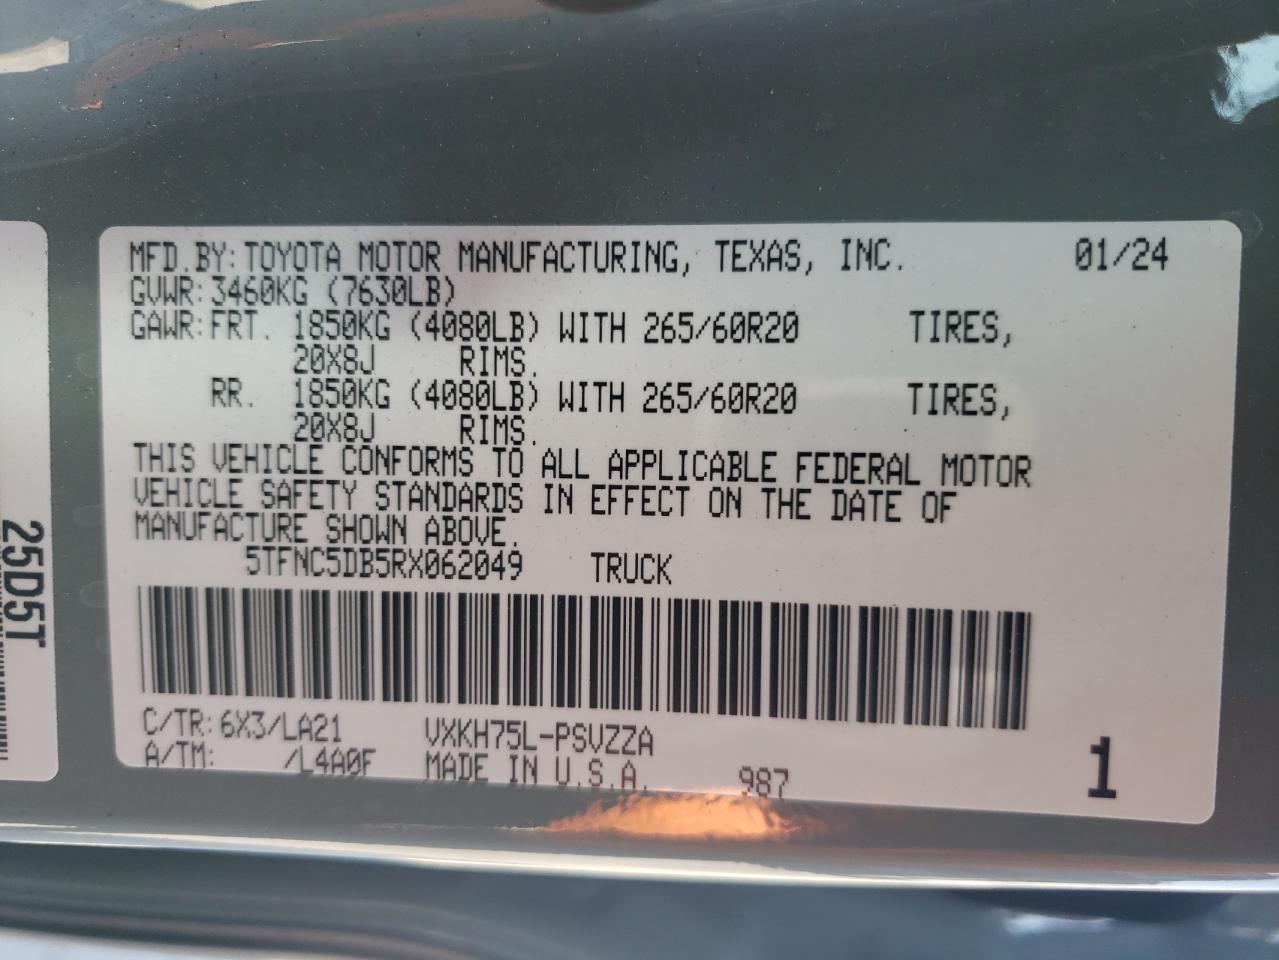 MFD.BY: TOYOTA MOTOR MANUFACTURING, TEXAS, INC. 01/24
GVWR: 3460KG (7630LB)
GAWR: FRT. 1850KG (4080LB) WITH 265/60R20 TIRES,
20X8J RIMS.
RR. 1850KG (4080LB) WITH 265/60R20 TIRES,
20X8J RIMS.
THIS VEHICLE CONFORMS TO ALL APPLICABLE FEDERAL MOTOR
VEHICLE SAFETY STANDARDS IN EFFECT ON THE DATE OF
MANUFACTURE SHOWN ABOVE.
5TFNC5DB5RX062049 TRUCK
C/TR: 6X3/LA21 VXKH75L-PSVZZA
A/TM: /L4A0F MADE IN U.S.A. 987 1
25D5T